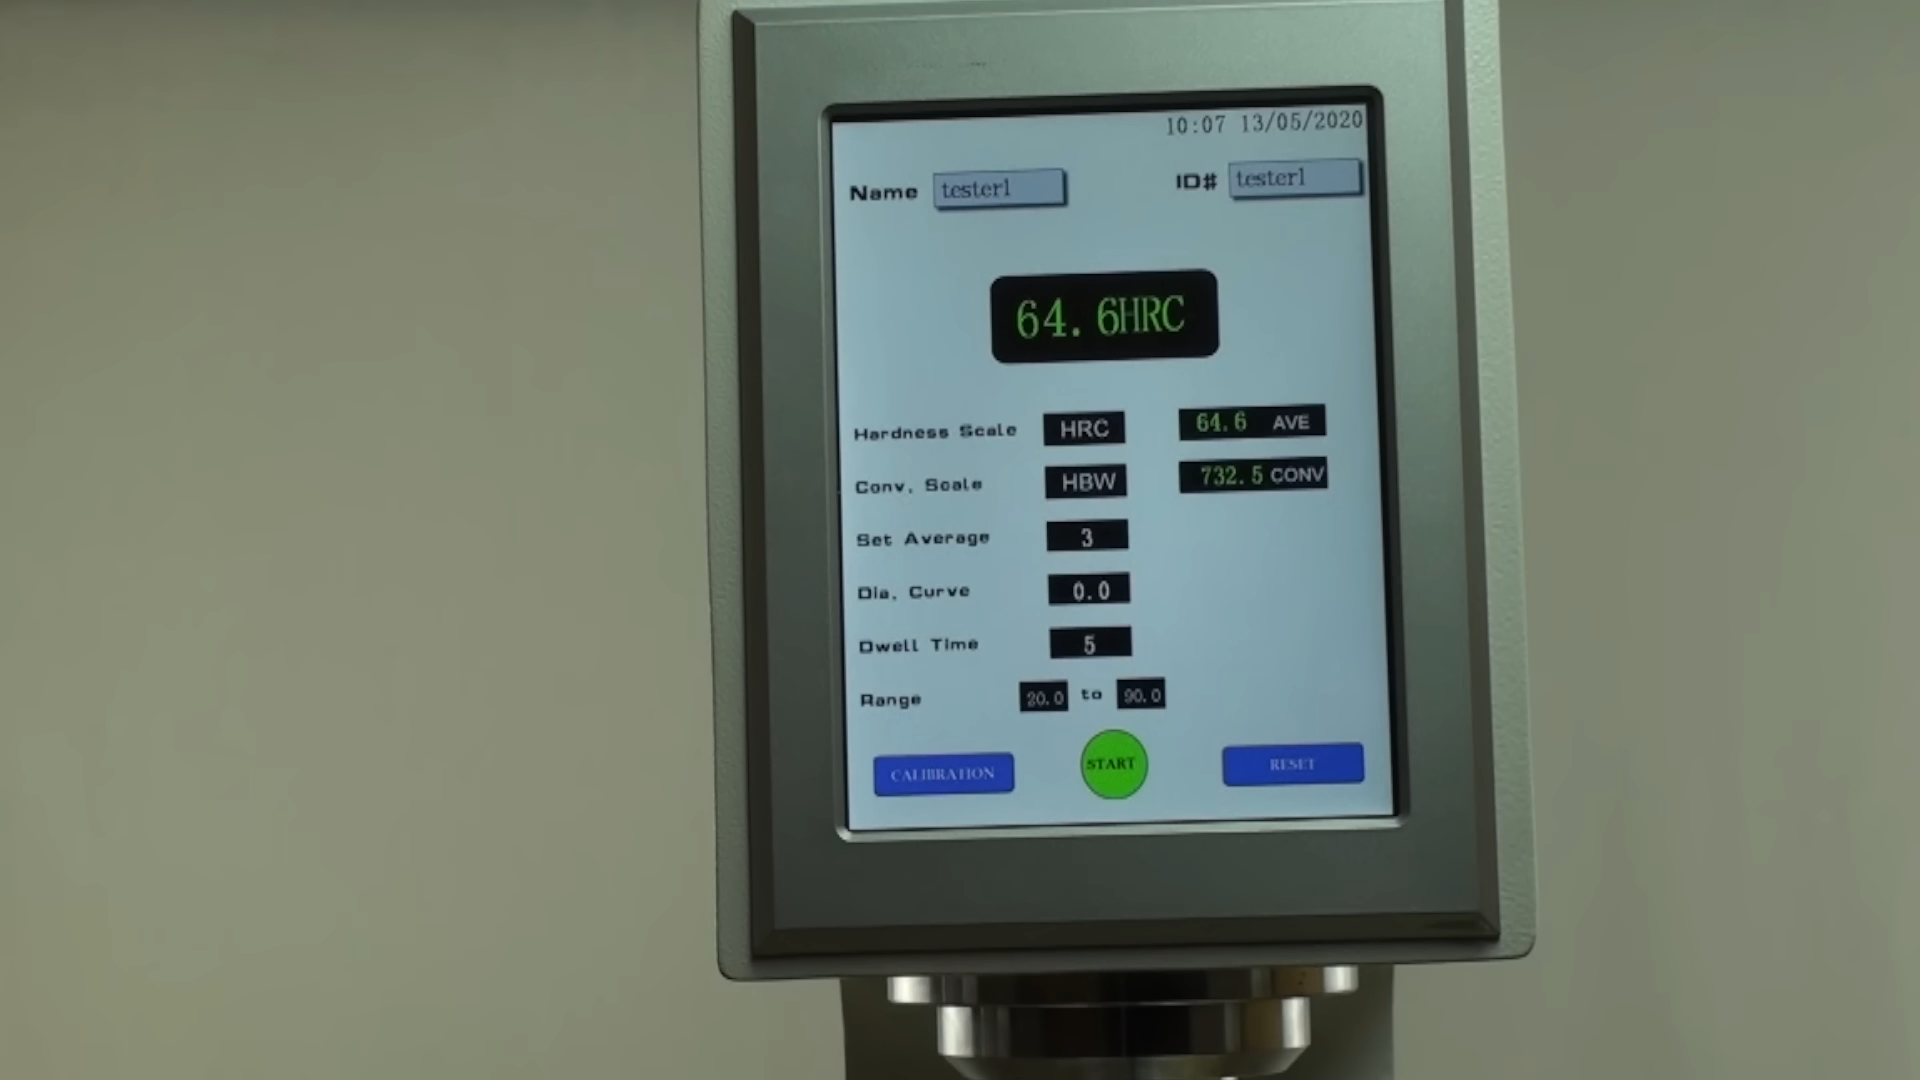 10:07 13/05/2020
Name tester1 ID# tester1
64.6HRC
Hardness Scale HRC 64.6 AVE
Conv. Scale HBW 732.5 CONV
Set Average 3
Dia. Curve 0.0
Dwell Time 5
Range 20.0 to 90.0
CALIBRATION START RESET